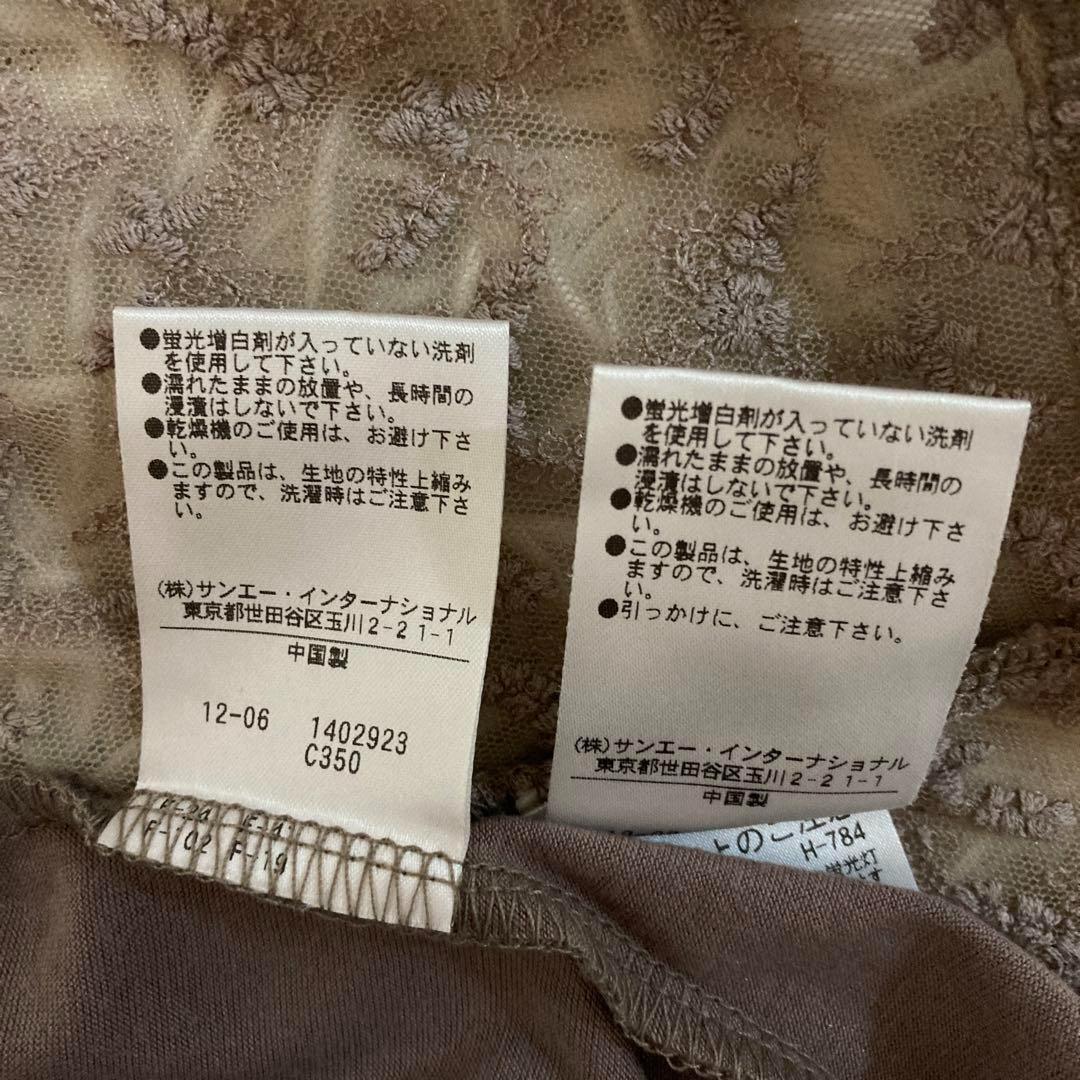 ●蛍光増白剤が入っていない洗剤
を使用して下さい。
●濡れたままの放置や、長時間の
浸漬はしないで下さい。
●乾燥機のご使用は、お避け下さ
い。
●この製品は、生地の特性上縮み
ますので、洗濯時はご注意下さ
い。
(株)サンエー・インターナショナル
東京都世田谷区玉川2-21-1
中国製
12-06 1402923
C350
F-102 F-19
●蛍光増白剤が入っていない洗剤
を使用して下さい。
●濡れたままの放置や、長時間の
浸漬はしないで下さい。
●乾燥機のご使用は、お避け下さ
い。
●この製品は、生地の特性上縮み
ますので、洗濯時はご注意下さ
い。
●引っかけに、ご注意下さい。
(株)サンエー・インターナショナル
東京都世田谷区玉川2-21-1
中国製
H-784
蛍光灯